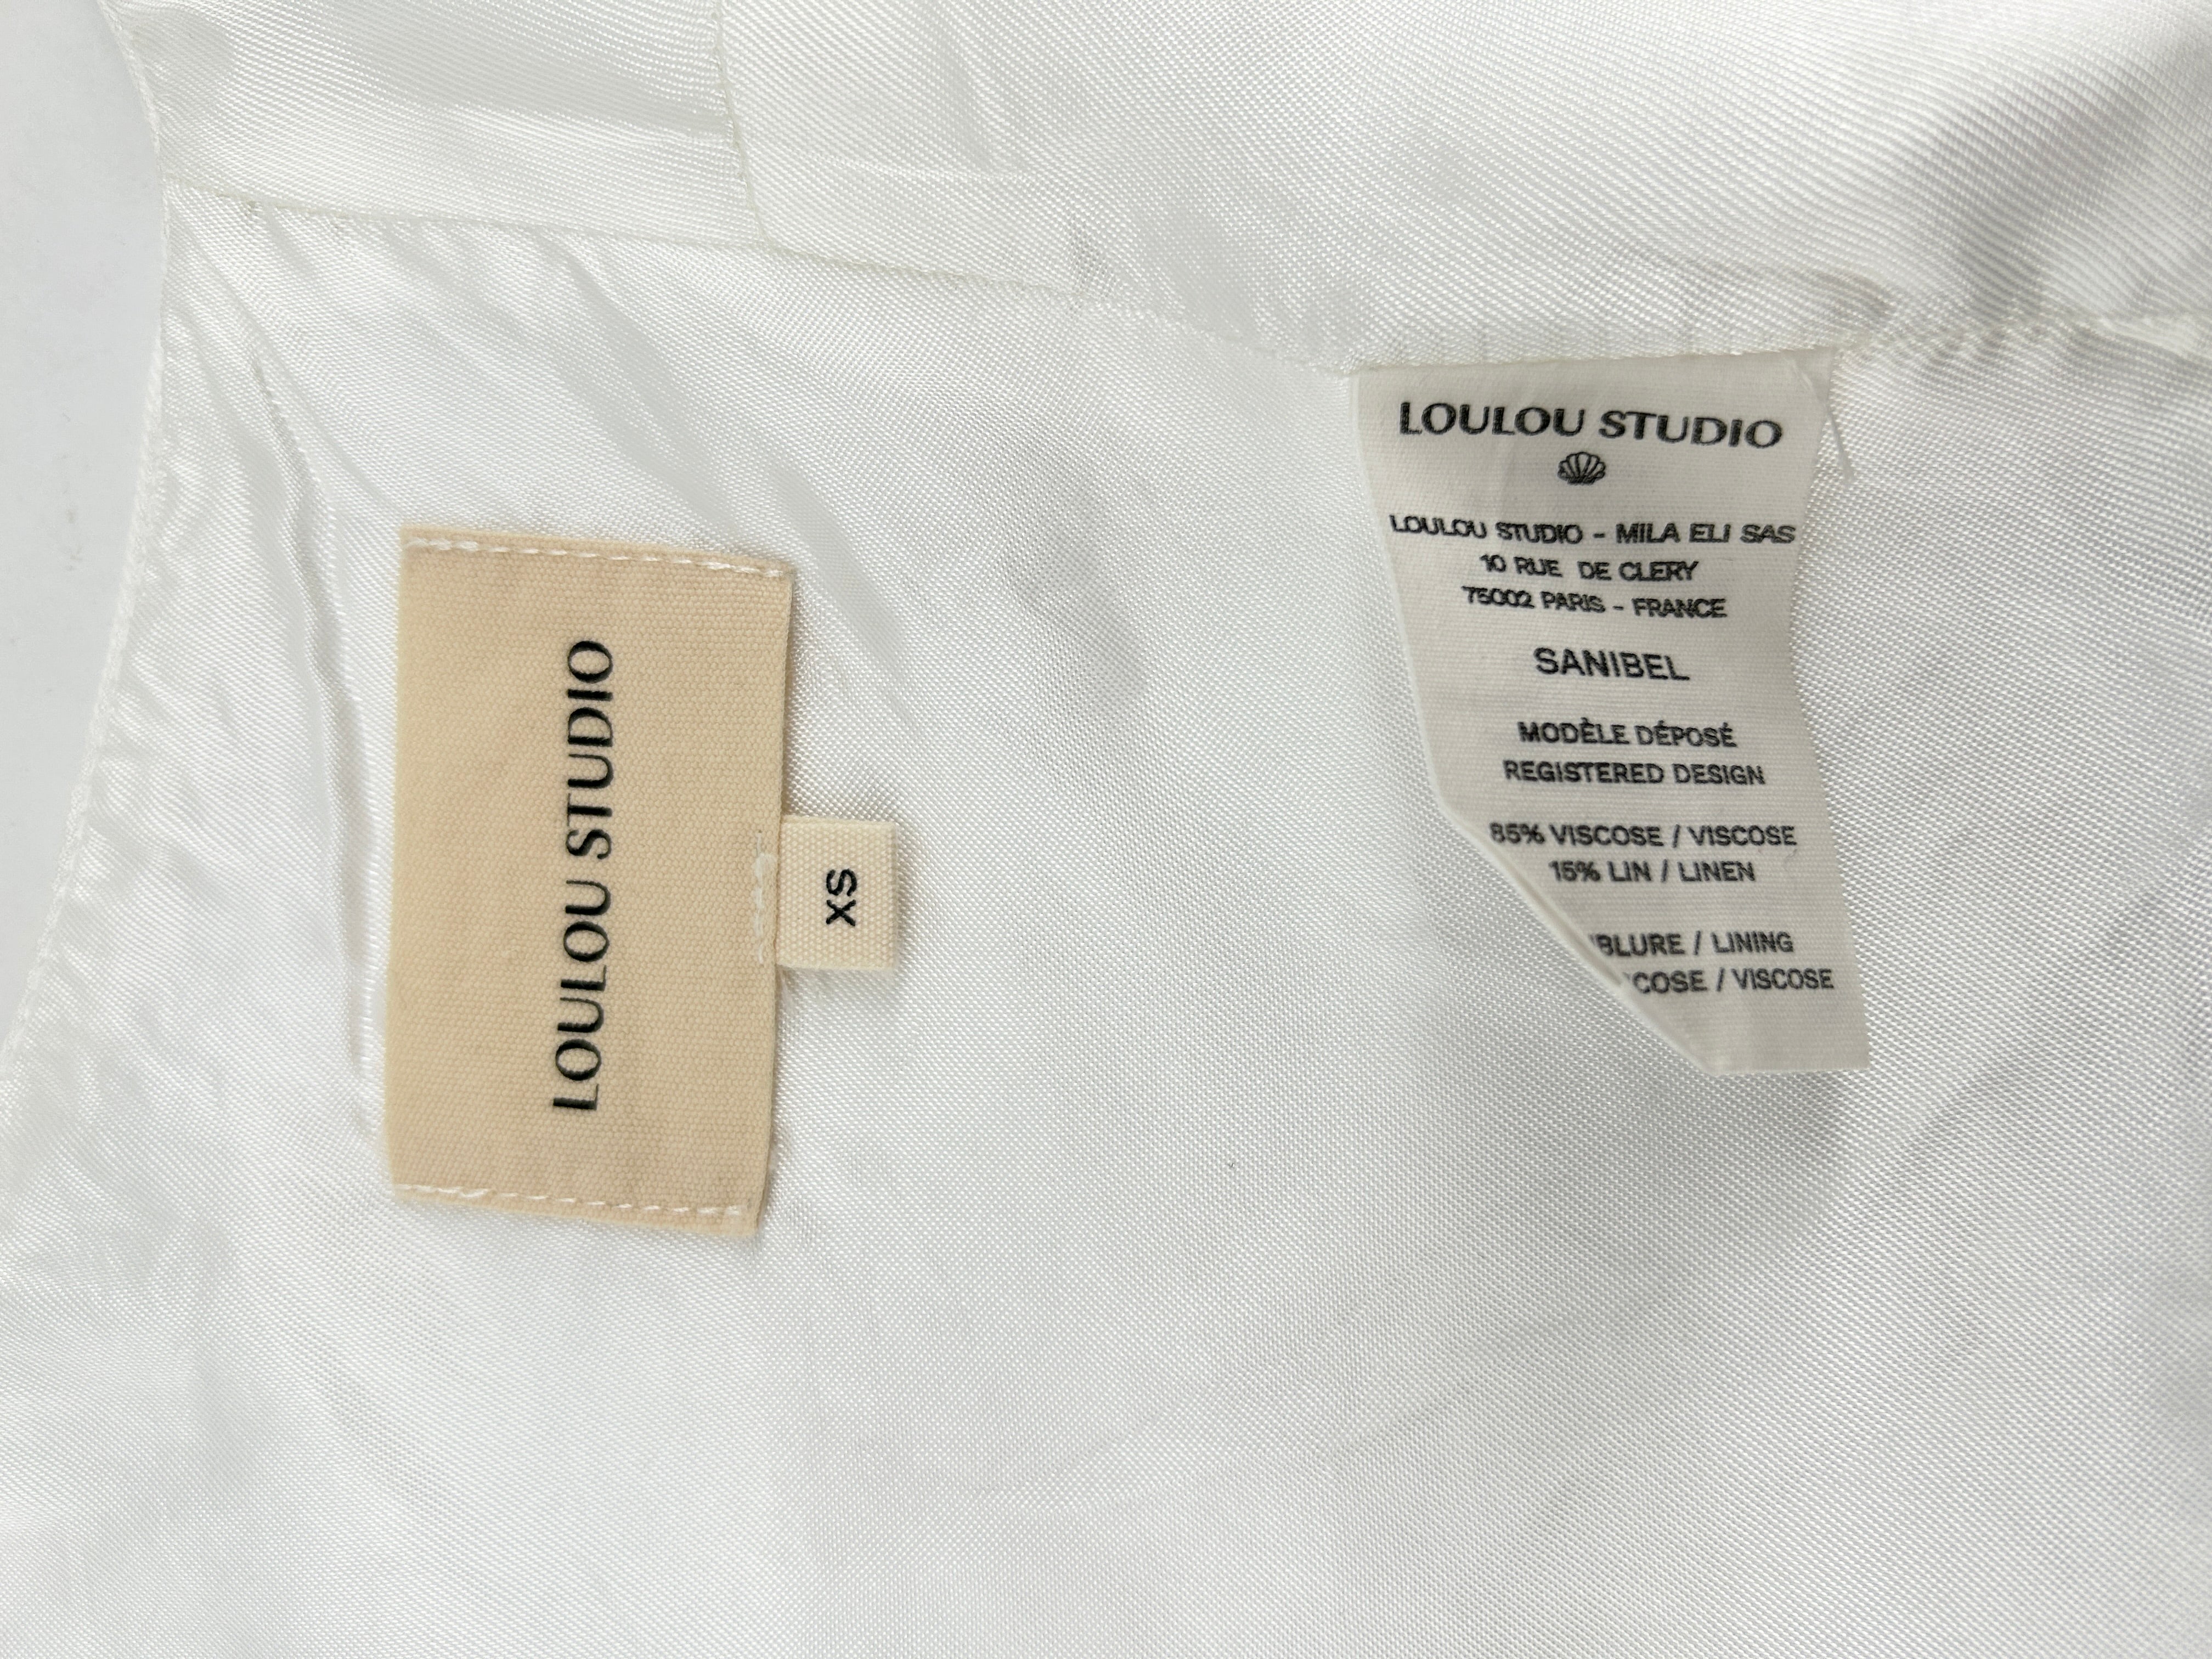 LOULOU STUDIO
XS
LOULOU STUDIO
LOULOU STUDIO - MILA ELI SAS
10 RUE DE CLERY
75002 PARIS - FRANCE
SANIBEL
MODÈLE DÉPOSÉ
REGISTERED DESIGN
85% VISCOSE / VISCOSE
15% LIN / LINEN
/ LINING
/ VISCOSE